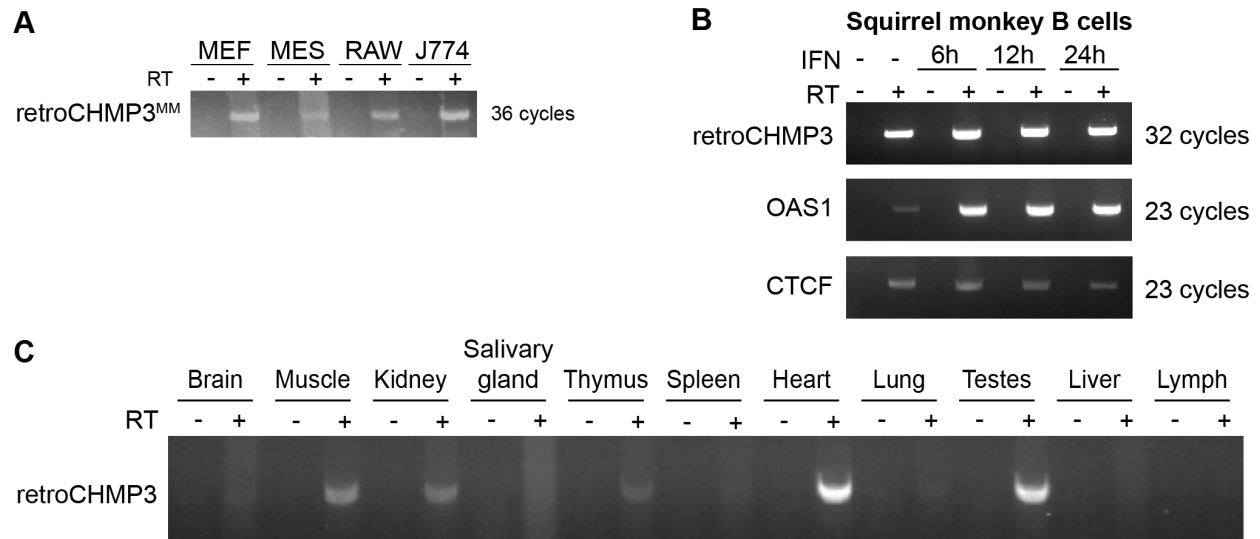 A
MEF MES RAW J774
RT - + - + - + - +
retroCHMP3MM 36 cycles
B
Squirrel monkey B cells
IFN - - 6h 12h 24h
RT - + - + - + - +
retroCHMP3 32 cycles
OAS1 23 cycles
CTCF 23 cycles
C
Brain Muscle Kidney Salivary gland Thymus Spleen Heart Lung Testes Liver Lymph
RT - + - + - + - + - + - + - + - + - + - + - +
retroCHMP3